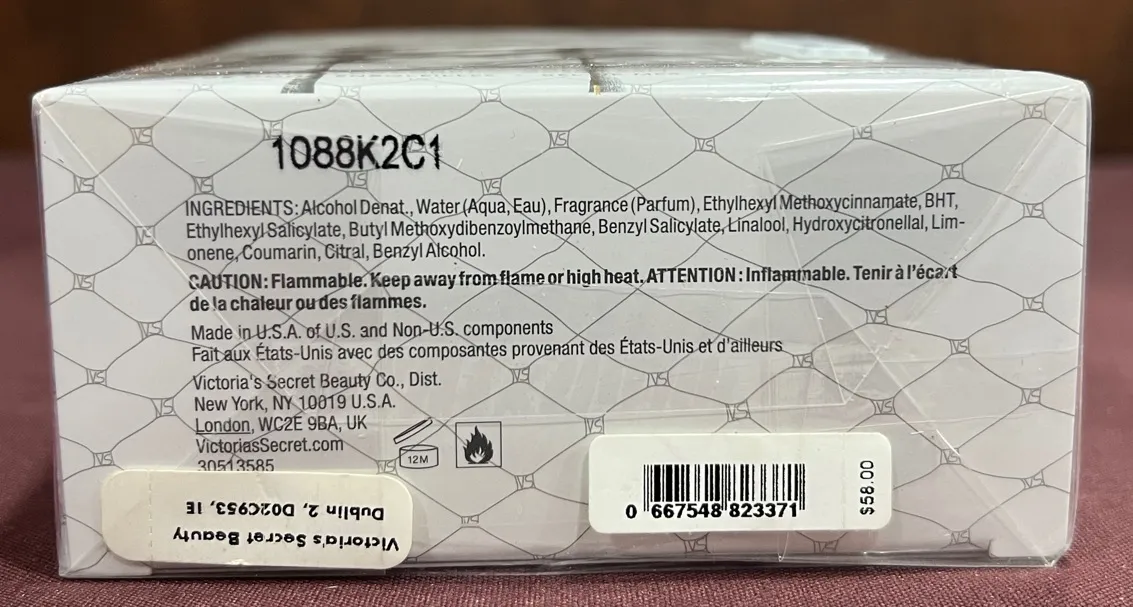 1088K2C1
INGREDIENTS: Alcohol Denat., Water (Aqua, Eau), Fragrance (Parfum), Ethylhexyl Methoxycinnamate, BHT,
Ethylhexyl Salicylate, Butyl Methoxydibenzoylmethane, Benzyl Salicylate, Linalool, Hydroxycitronellal, Lim-
onene, Coumarin, Citral, Benzyl Alcohol.
CAUTION: Flammable. Keep away from flame or high heat. ATTENTION : Inflammable. Tenir à l'écart
de la chaleur ou des flammes.
Made in U.S.A. of U.S. and Non-U.S. components
Fait aux États-Unis avec des composantes provenant des États-Unis et d'ailleurs
Victoria's Secret Beauty Co., Dist.
New York, NY 10019 U.S.A.
London, WC2E 9BA, UK
VictoriasSecret.com
30513585
12M
Victoria's Secret Beauty
Dublin 2, D02C953, IE
0 667548 823371
$58.00